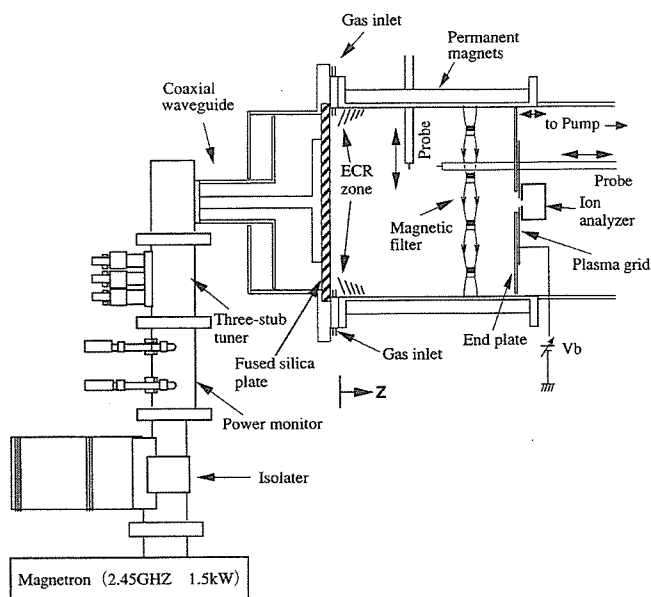 Gas inlet
Permanent
magnets
Coaxial
waveguide
to Pump
Probe
ECR
zone
Probe
Magnetic
filter
Ion
analyzer
Plasma grid
Three-stub
tuner
End plate
Fused silica
plate
Gas inlet
Vb
Z
Power monitor
Isolater
Magnetron (2.45GHZ 1.5kW)